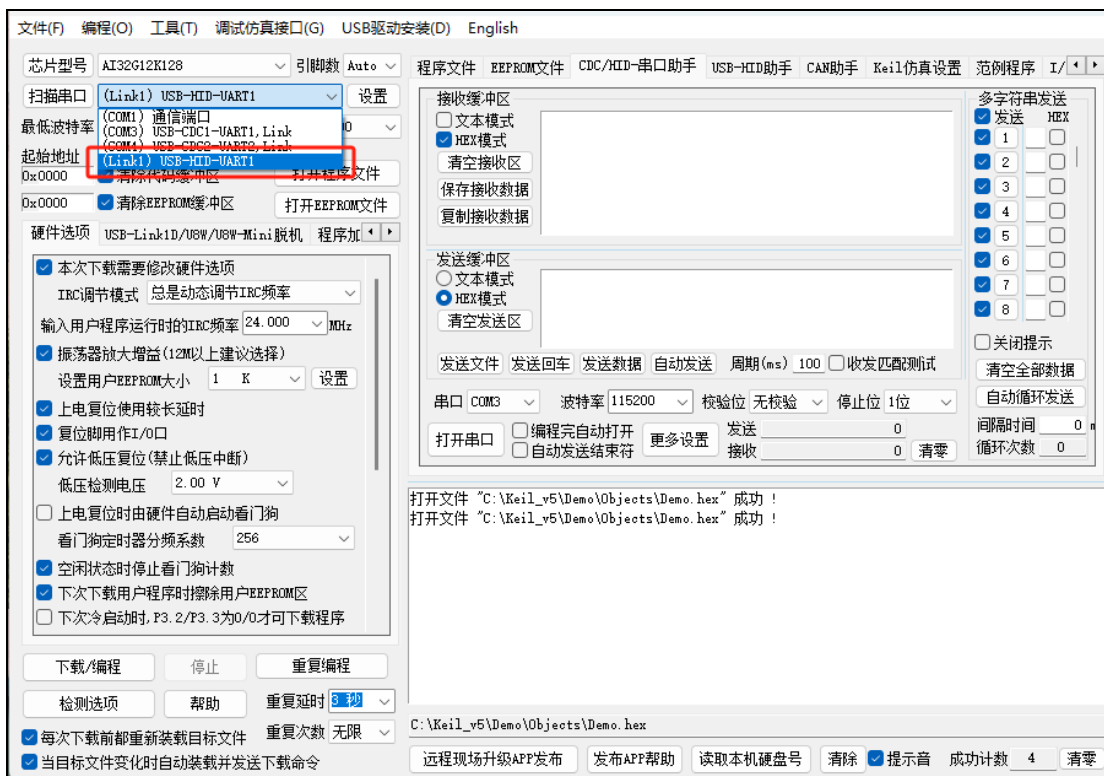 文件(F) 编程(O) 工具(T) 调试仿真接口(G) USB驱动安装(D) English
芯片型号 AI32G12K128 引脚数 Auto
扫描串口 (Link1) USB-HID-UART1 设置
(COM1) 通信端口
(COM3) USB-CDC1-UART1,Link
(COM4) USB-CDC2-UART2,Link
(Link1) USB-HID-UART1
最低波特率
起始地址
0x0000 清除代码缓冲区 打开程序文件
0x0000 清除EEPROM缓冲区 打开EEPROM文件
硬件选项 USB-Link1D/U8W/U8W-Mini脱机 程序加
本次下载需要修改硬件选项
IRC调节模式 总是动态调节IRC频率
输入用户程序运行时的IRC频率 24.000 MHz
振荡器放大增益(12M以上建议选择)
设置用户EEPROM大小 1 K 设置
上电复位使用较长延时
复位脚用作I/O口
允许低压复位(禁止低压中断)
低压检测电压 2.00 V
上电复位时由硬件自动启动看门狗
看门狗定时器分频系数 256
空闲状态时停止看门狗计数
下次下载用户程序时擦除用户EEPROM区
下次冷启动时,P3.2/P3.3为0/0才可下载程序
下载/编程 停止 重复编程
检测选项 帮助 重复延时 3 秒
每次下载前都重新装载目标文件 重复次数 无限
当目标文件变化时自动装载并发送下载命令
程序文件 EEPROM文件 CDC/HID-串口助手 USB-HID助手 CAN助手 Keil仿真设置 范例程序 I/
接收缓冲区
文本模式
HEX模式
清空接收区
保存接收数据
复制接收数据
发送缓冲区
文本模式
HEX模式
清空发送区
发送文件 发送回车 发送数据 自动发送 周期(ms) 100 收发匹配测试
串口 COM3 波特率 115200 校验位 无校验 停止位 1位
打开串口 编程完自动打开 更多设置 发送 0
自动发送结束符 接收 0 清零
多字符串发送
发送 HEX
1
2
3
4
5
6
7
8
关闭提示
清空全部数据
自动循环发送
间隔时间 0
循环次数 0
打开文件 "C:\Keil_v5\Demo\Objects\Demo.hex" 成功 !
打开文件 "C:\Keil_v5\Demo\Objects\Demo.hex" 成功 !
C:\Keil_v5\Demo\Objects\Demo.hex
远程现场升级APP发布 发布APP帮助 读取本机硬盘号 清除 提示音 成功计数 4 清零